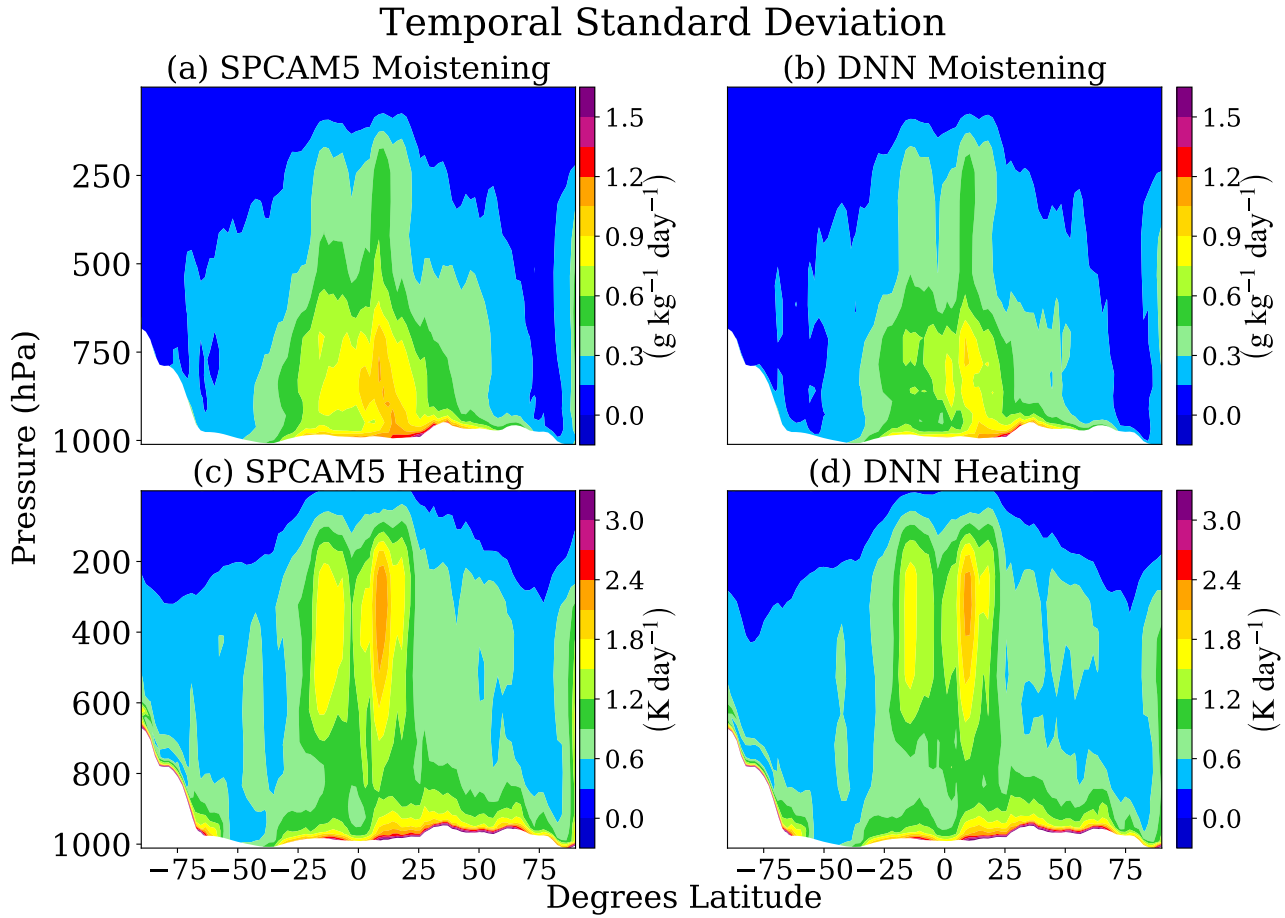 Temporal Standard Deviation
(a) SPCAM5 Moistening
(b) DNN Moistening
250
500
750
1000
0.0
0.3
0.6
0.9
1.2
1.5
(g kg⁻¹ day⁻¹)
0.0
0.3
0.6
0.9
1.2
1.5
(g kg⁻¹ day⁻¹)
Pressure (hPa)
(c) SPCAM5 Heating
(d) DNN Heating
200
400
600
800
1000
0.0
0.6
1.2
1.8
2.4
3.0
(K day⁻¹)
0.0
0.6
1.2
1.8
2.4
3.0
(K day⁻¹)
−75 −50 −25 0 25 50 75
−75 −50 −25 0 25 50 75
Degrees Latitude